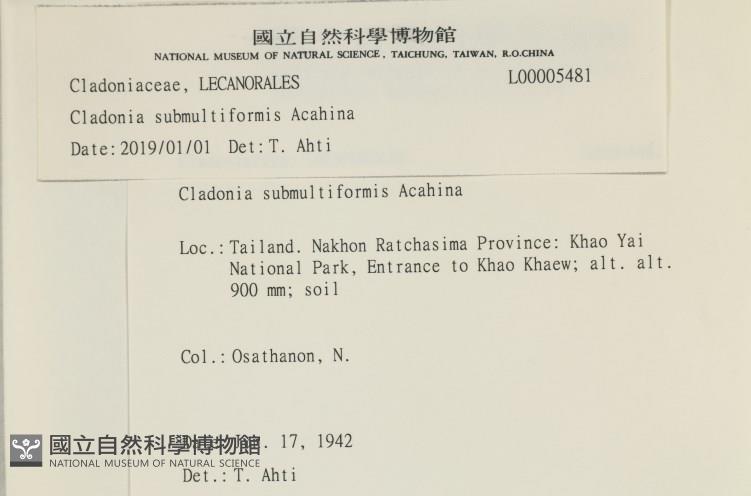 國立自然科學博物館
NATIONAL MUSEUM OF NATURAL SCIENCE, TAICHUNG, TAIWAN, R.O.CHINA
Cladoniaceae, LECANORALES L00005481
Cladonia submultiformis Acahina
Date:2019/01/01 Det:T. Ahti
Cladonia submultiformis Acahina
Loc.:Tailand. Nakhon Ratchasima Province: Khao Yai
National Park, Entrance to Khao Khaew; alt. alt.
900 mm; soil
Col.:Osathanon, N.
17, 1942
國立自然科學博物館
NATIONAL MUSEUM OF NATURAL SCIENCE
Det.:T. Ahti